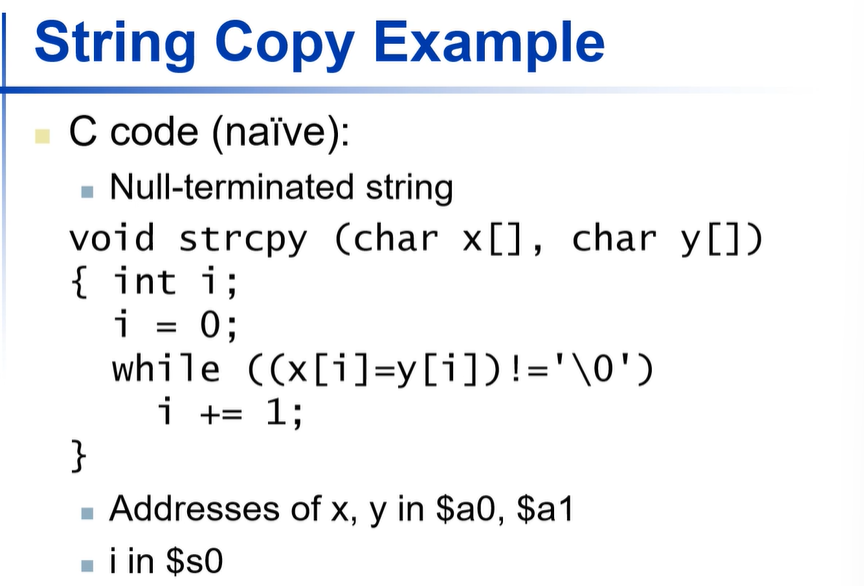 String Copy Example
C code (naïve):
Null-terminated string
void strcpy (char x[], char y[])
{ int i;
i = 0;
while ((x[i]=y[i])!='\0')
i += 1;
}
Addresses of x, y in $a0, $a1
i in $s0